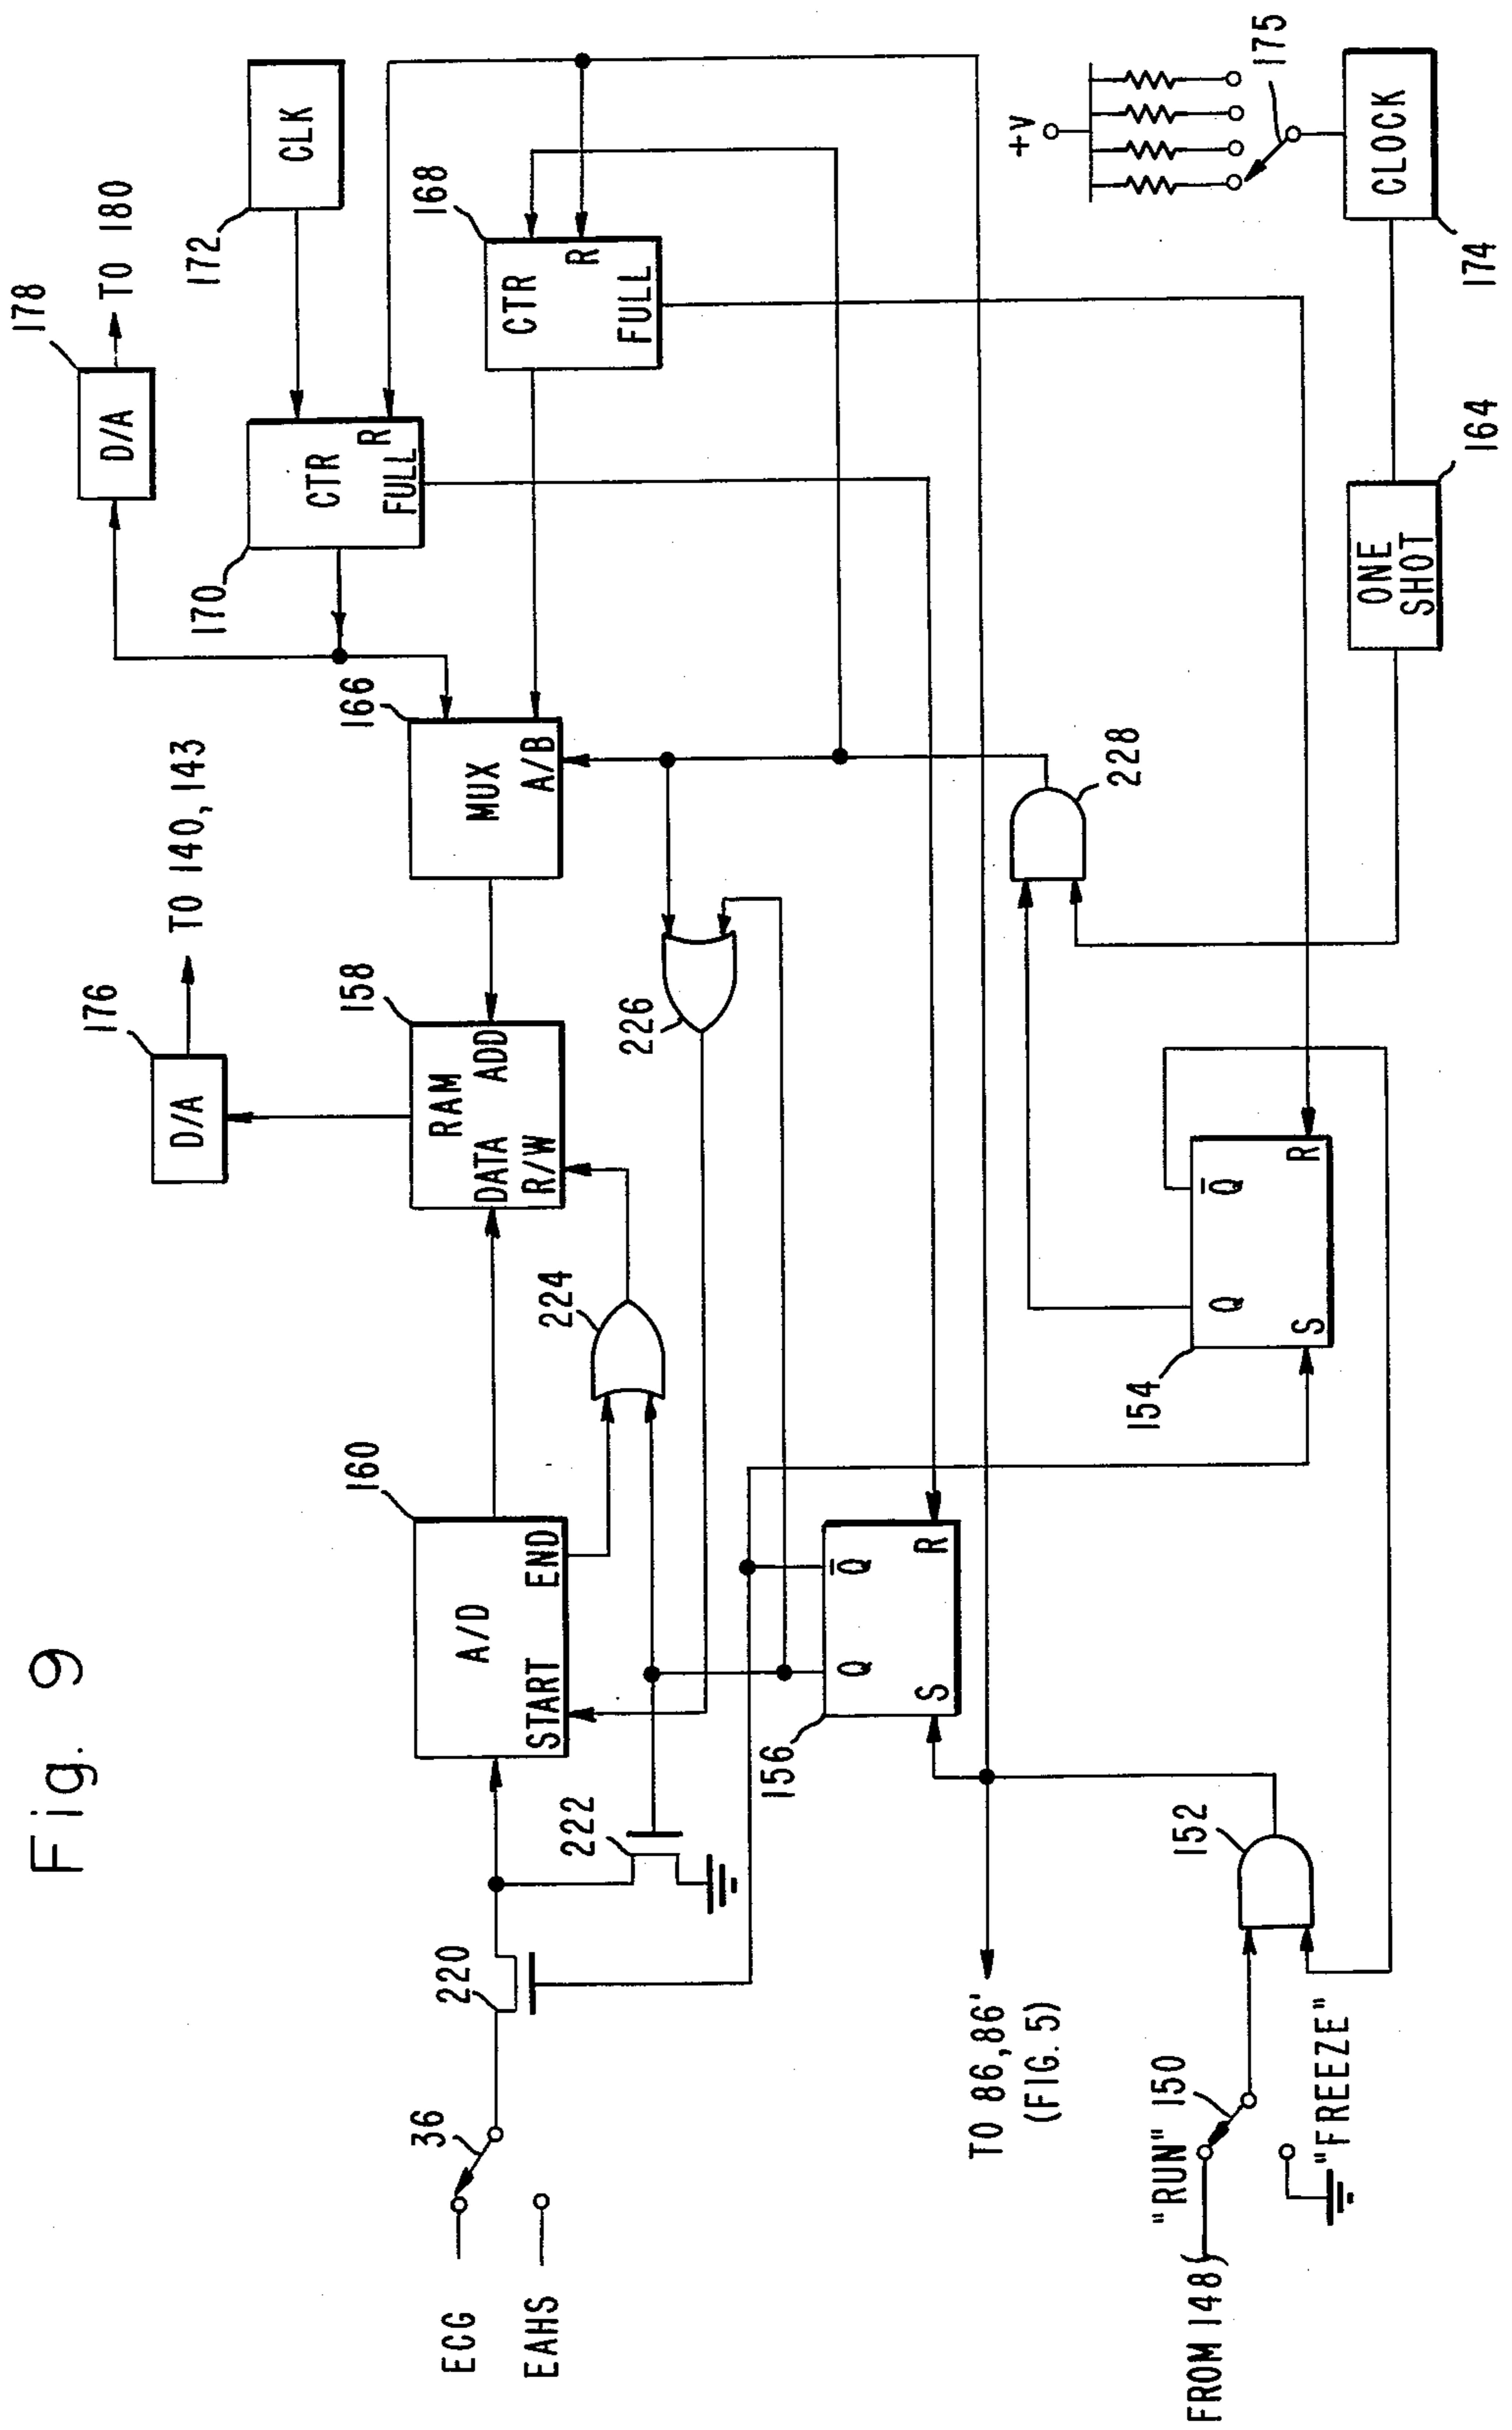 Fig. 9
ECG
EAHS
36
220
222
A/D
START
END
160
224
226
D/A
176
TO 140, 143
RAM
DATA
ADD
R/W
158
MUX
A/B
166
D/A
178
TO 180
CTR
R
FULL
170
CLK
172
CTR
R
FULL
168
TO 86,86'
(FIG. 5)
156
Q
Q̅
S
R
152
"RUN"
150
FROM 148
"FREEZE"
154
Q
Q̅
S
R
228
ONE
SHOT
164
CLOCK
174
175
+V